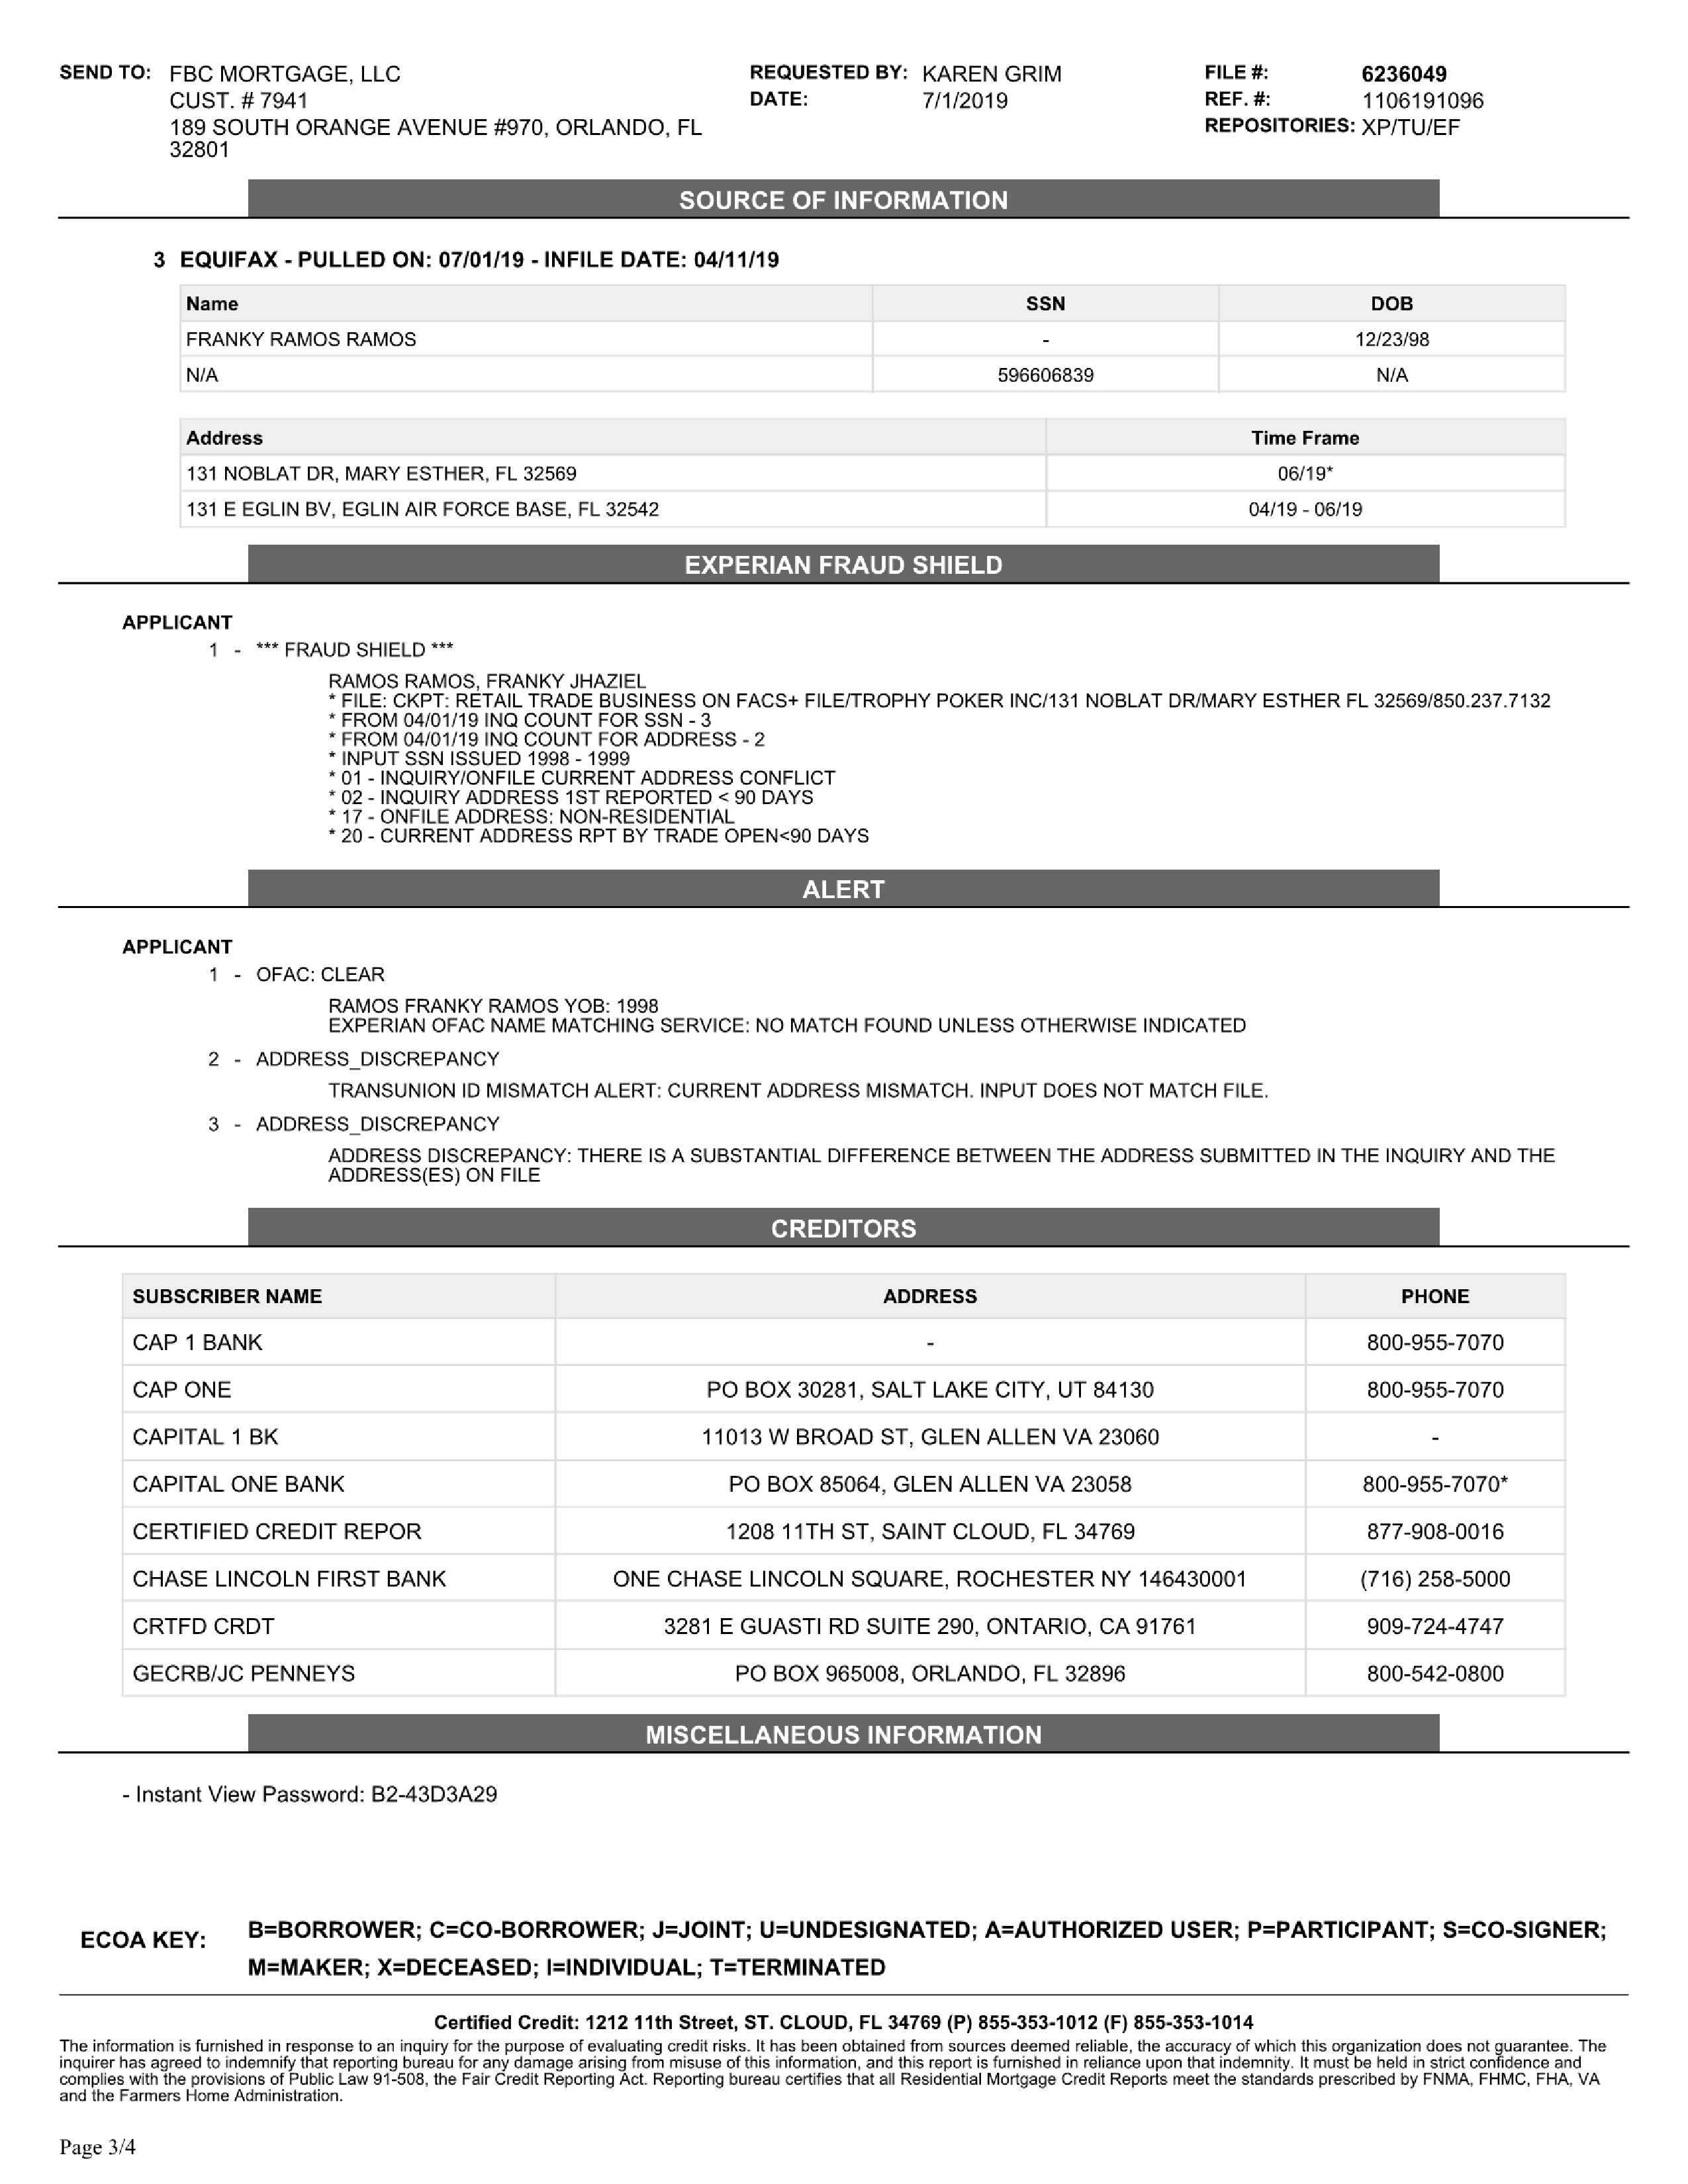 SEND TO: FBC MORTGAGE, LLC REQUESTED BY: KAREN GRIM FILE #: 6236049
CUST. # 7941 DATE: 7/1/2019 REF. #: 1106191096
189 SOUTH ORANGE AVENUE #970, ORLANDO, FL REPOSITORIES: XP/TU/EF
32801
SOURCE OF INFORMATION
3 EQUIFAX - PULLED ON: 07/01/19 - INFILE DATE: 04/11/19
Name SSN DOB
FRANKY RAMOS RAMOS - 12/23/98
N/A 596606839 N/A
Address Time Frame
131 NOBLAT DR, MARY ESTHER, FL 32569 06/19*
131 E EGLIN BV, EGLIN AIR FORCE BASE, FL 32542 04/19 - 06/19
EXPERIAN FRAUD SHIELD
APPLICANT
1 - *** FRAUD SHIELD ***
RAMOS RAMOS, FRANKY JHAZIEL
* FILE: CKPT: RETAIL TRADE BUSINESS ON FACS+ FILE/TROPHY POKER INC/131 NOBLAT DR/MARY ESTHER FL 32569/850.237.7132
* FROM 04/01/19 INQ COUNT FOR SSN - 3
* FROM 04/01/19 INQ COUNT FOR ADDRESS - 2
* INPUT SSN ISSUED 1998 - 1999
* 01 - INQUIRY/ONFILE CURRENT ADDRESS CONFLICT
* 02 - INQUIRY ADDRESS 1ST REPORTED < 90 DAYS
* 17 - ONFILE ADDRESS: NON-RESIDENTIAL
* 20 - CURRENT ADDRESS RPT BY TRADE OPEN<90 DAYS
ALERT
APPLICANT
1 - OFAC: CLEAR
RAMOS FRANKY RAMOS YOB: 1998
EXPERIAN OFAC NAME MATCHING SERVICE: NO MATCH FOUND UNLESS OTHERWISE INDICATED
2 - ADDRESS_DISCREPANCY
TRANSUNION ID MISMATCH ALERT: CURRENT ADDRESS MISMATCH. INPUT DOES NOT MATCH FILE.
3 - ADDRESS_DISCREPANCY
ADDRESS DISCREPANCY: THERE IS A SUBSTANTIAL DIFFERENCE BETWEEN THE ADDRESS SUBMITTED IN THE INQUIRY AND THE
ADDRESS(ES) ON FILE
CREDITORS
SUBSCRIBER NAME ADDRESS PHONE
CAP 1 BANK - 800-955-7070
CAP ONE PO BOX 30281, SALT LAKE CITY, UT 84130 800-955-7070
CAPITAL 1 BK 11013 W BROAD ST, GLEN ALLEN VA 23060 -
CAPITAL ONE BANK PO BOX 85064, GLEN ALLEN VA 23058 800-955-7070*
CERTIFIED CREDIT REPOR 1208 11TH ST, SAINT CLOUD, FL 34769 877-908-0016
CHASE LINCOLN FIRST BANK ONE CHASE LINCOLN SQUARE, ROCHESTER NY 146430001 (716) 258-5000
CRTFD CRDT 3281 E GUASTI RD SUITE 290, ONTARIO, CA 91761 909-724-4747
GECRB/JC PENNEYS PO BOX 965008, ORLANDO, FL 32896 800-542-0800
MISCELLANEOUS INFORMATION
- Instant View Password: B2-43D3A29
ECOA KEY: B=BORROWER; C=CO-BORROWER; J=JOINT; U=UNDESIGNATED; A=AUTHORIZED USER; P=PARTICIPANT; S=CO-SIGNER;
M=MAKER; X=DECEASED; I=INDIVIDUAL; T=TERMINATED
Certified Credit: 1212 11th Street, ST. CLOUD, FL 34769 (P) 855-353-1012 (F) 855-353-1014
The information is furnished in response to an inquiry for the purpose of evaluating credit risks. It has been obtained from sources deemed reliable, the accuracy of which this organization does not guarantee. The
inquirer has agreed to indemnify that reporting bureau for any damage arising from misuse of this information, and this report is furnished in reliance upon that indemnity. It must be held in strict confidence and
complies with the provisions of Public Law 91-508, the Fair Credit Reporting Act. Reporting bureau certifies that all Residential Mortgage Credit Reports meet the standards prescribed by FNMA, FHMC, FHA, VA
and the Farmers Home Administration.
Page 3/4